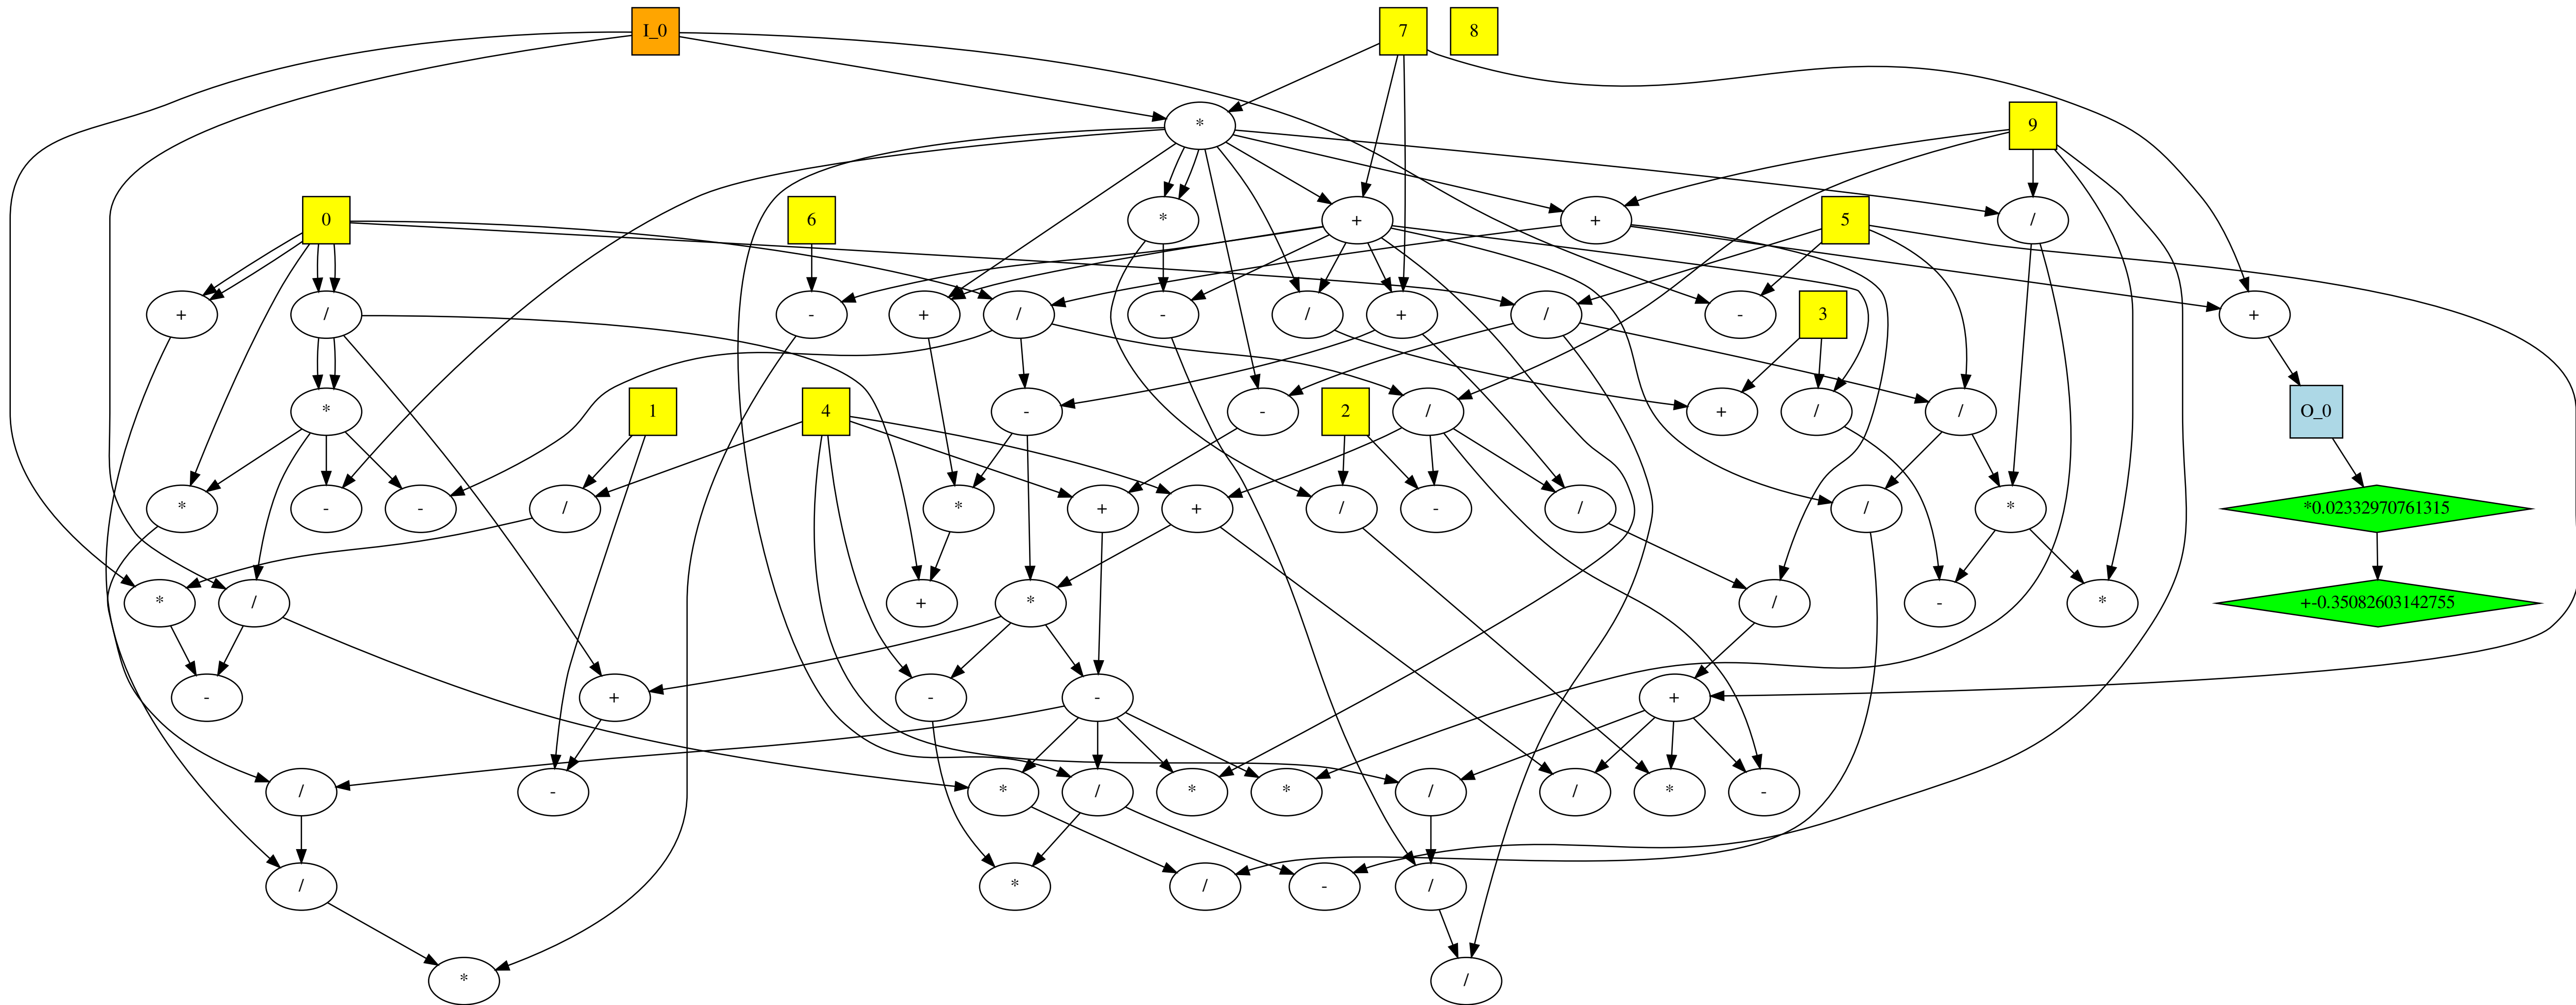 I_0 7 8
* 9
0 6 * + + 5 /
+ / - + / - / + / - 3 +
* 1 4 - - 2 / + / / O_0
* - - / * + + / - / / * *0.02332970761315
* / + * / - * +-0.35082603142755
- + - - +
/ - * / * * / / * -
/ * / - /
* /